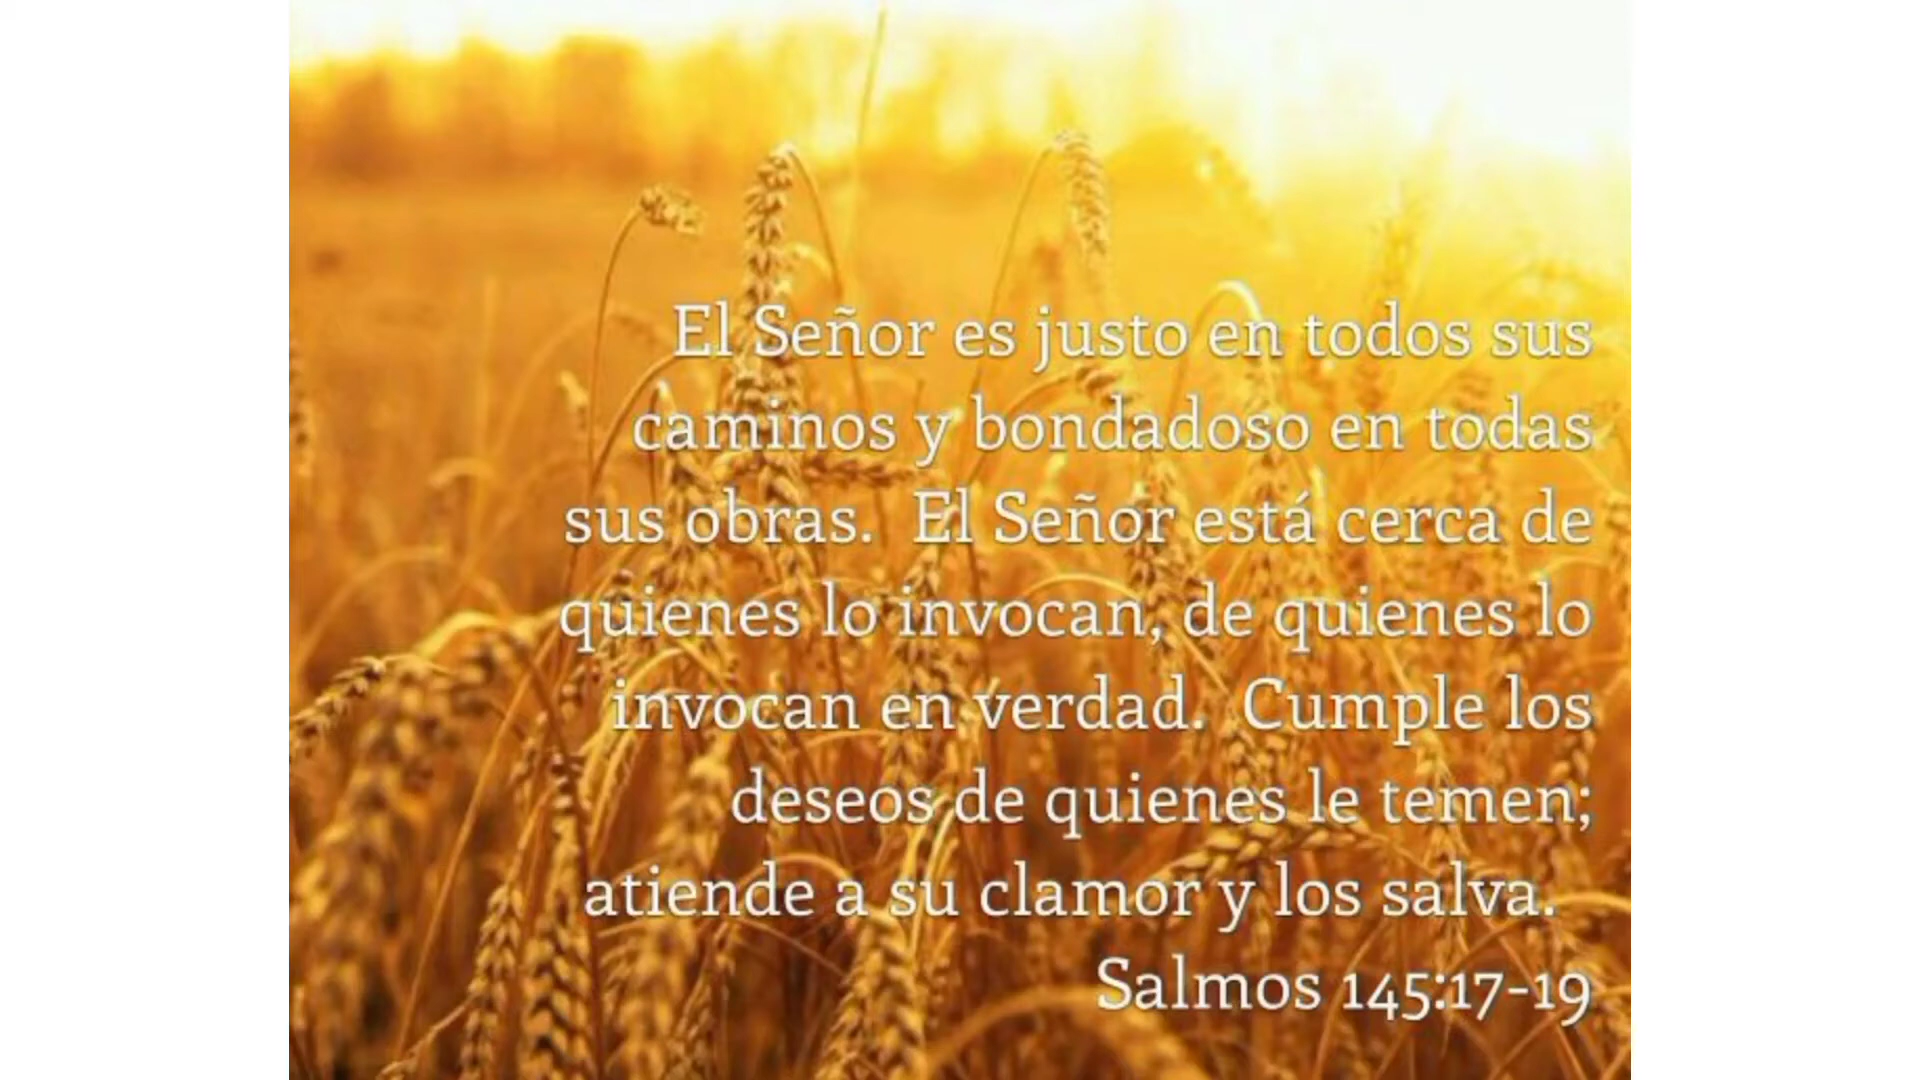 El Señor es justo en todos sus
caminos y bondadoso en todas
sus obras.  El Señor está cerca de
quienes lo invocan, de quienes lo
invocan en verdad.  Cumple los
deseos de quienes le temen;
atiende a su clamor y los salva.
Salmos 145:17-19